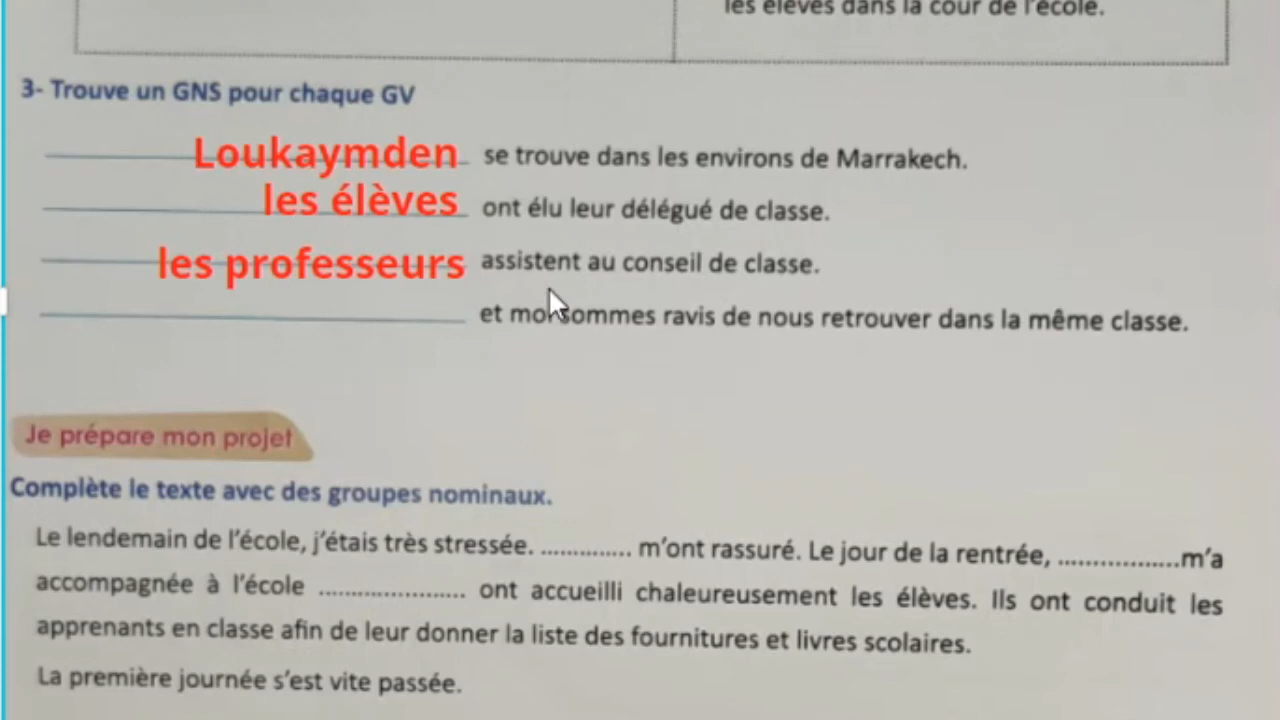 les élèves dans la cour de l'école.
3- Trouve un GNS pour chaque GV
Loukaymden se trouve dans les environs de Marrakech.
les élèves ont élu leur délégué de classe.
les professeurs assistent au conseil de classe.
et moi sommes ravis de nous retrouver dans la même classe.
Je prépare mon projet
Complète le texte avec des groupes nominaux.
Le lendemain de l'école, j'étais très stressée. .............. m'ont rassuré. Le jour de la rentrée, ..................m'a
accompagnée à l'école ...................... ont accueilli chaleureusement les élèves. Ils ont conduit les
apprenants en classe afin de leur donner la liste des fournitures et livres scolaires.
La première journée s'est vite passée.